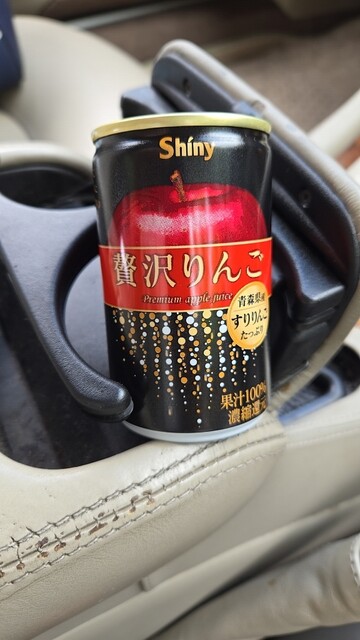 Shiny
贅沢りんご
Premium apple juice
青森県産
すりりんご
たっぷり
果汁100%
濃縮還元